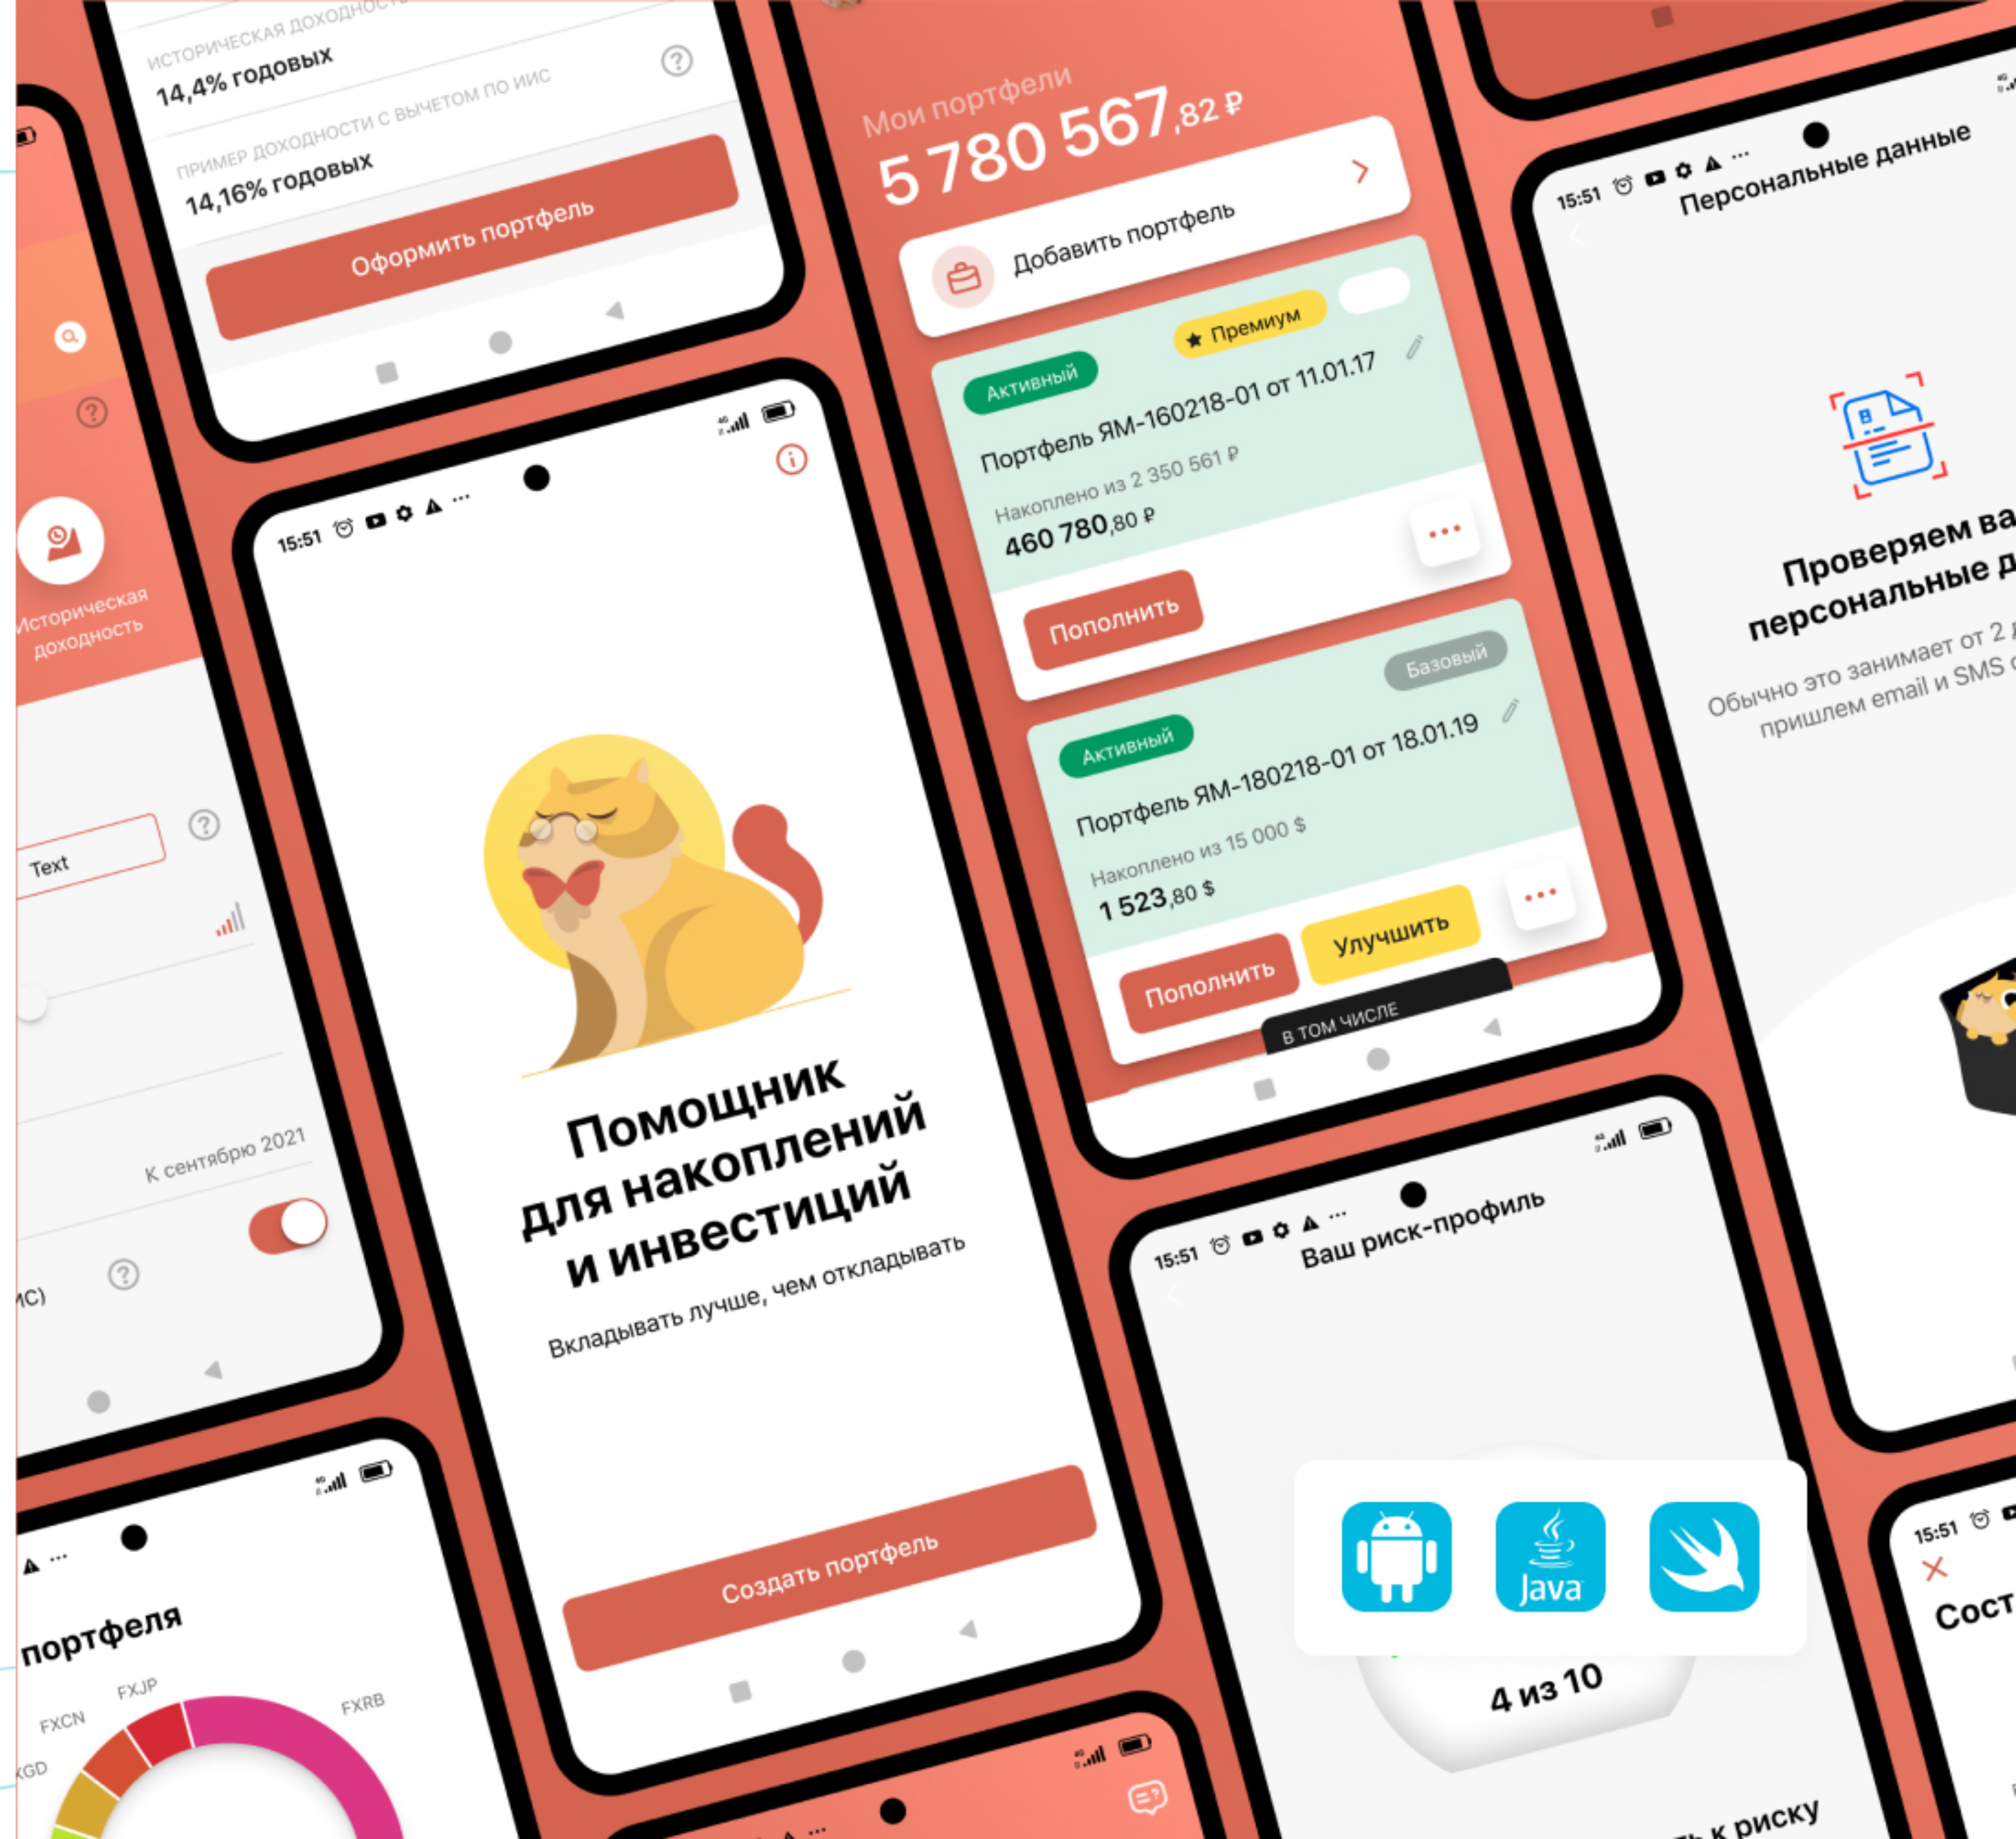 ИСТОРИЧЕСКАЯ ДОХОДНОСТЬ
14,4% годовых
ПРИМЕР ДОХОДНОСТИ С ВЫЧЕТОМ ПО ИИС
14,16% годовых
Оформить портфель
Историческая
доходность
Text
К сентябрю 2021
ИС)
портфеля
FXJP
FXCN
FXRB
15:51
Помощник
для накоплений
и инвестиций
Вкладывать лучше, чем откладывать
Создать портфель
Мои портфели
5 780 567,82 ₽
Добавить портфель
Премиум
Активный
Портфель ЯМ-160218-01 от 11.01.17
Накоплено из 2 350 561 ₽
460 780,80 ₽
Пополнить
Базовый
Активный
Портфель ЯМ-180218-01 от 18.01.19
Накоплено из 15 000 $
1 523,80 $
Пополнить
Улучшить
В ТОМ ЧИСЛЕ
15:51
Ваш риск-профиль
Java
4 из 10
к риску
15:51
Персональные данные
Проверяем ва
персональные д
Обычно это занимает от 2 
пришлем email и SMS
15:51
Сост